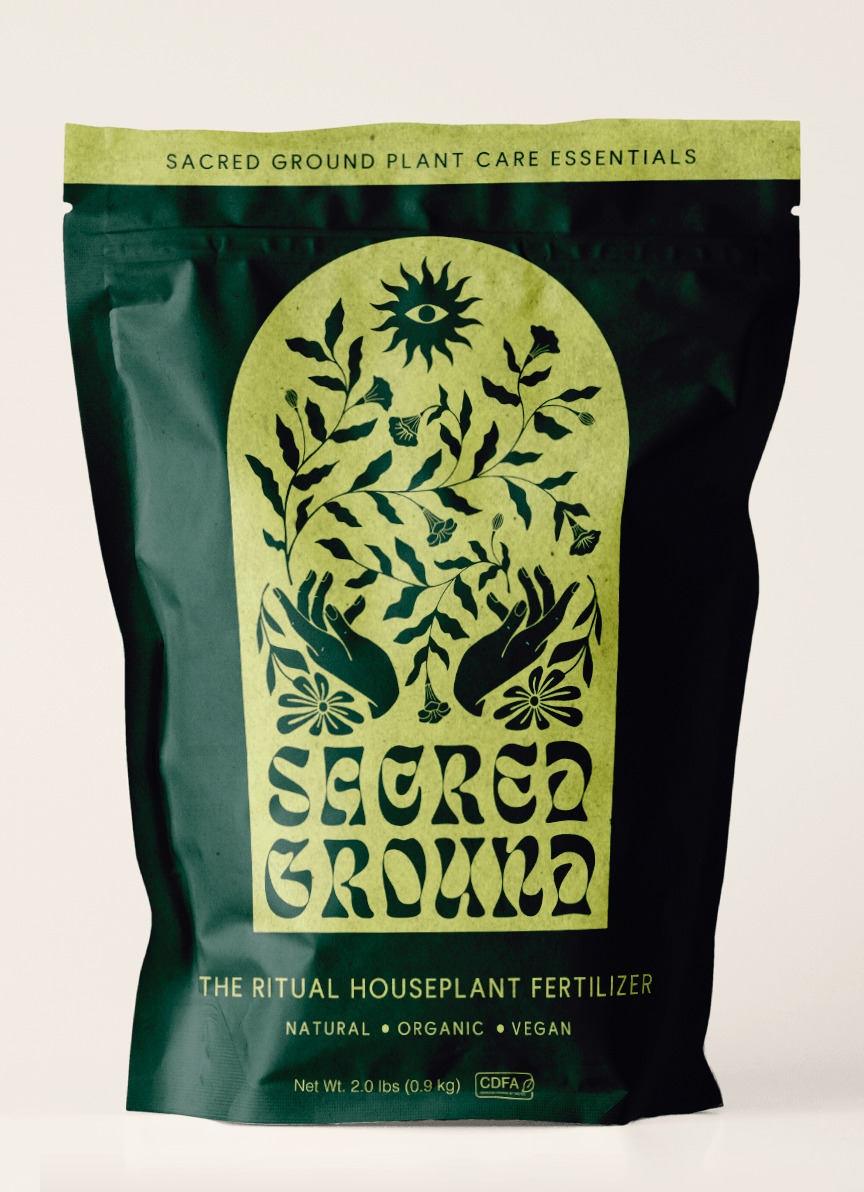 SACRED GROUND PLANT CARE ESSENTIALS
SACRED
GROUND
THE RITUAL HOUSEPLANT FERTILIZER
NATURAL • ORGANIC • VEGAN
Net Wt. 2.0 lbs (0.9 kg) CDFA